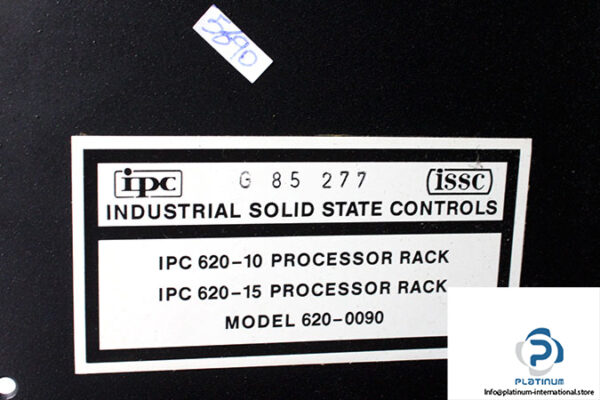 5690
ipc G 85 277 issc
INDUSTRIAL SOLID STATE CONTROLS
IPC 620-10 PROCESSOR RACK
IPC 620-15 PROCESSOR RACK
MODEL 620-0090
PLATINUM
Info@platinum-international.store